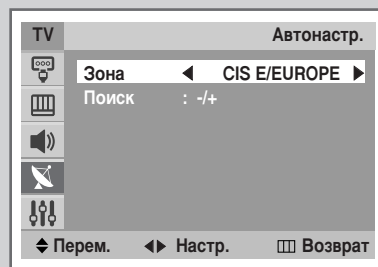 TV Автонастр.
Зона ◀ CIS E/EUROPE ▶
Поиск : -/+
Перем. Настр. Возврат